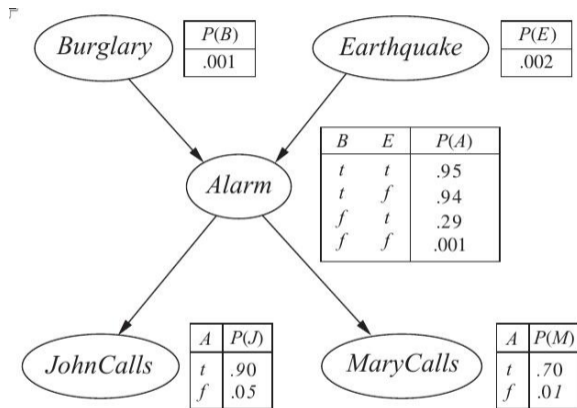 Burglary
P(B)
.001
Earthquake
P(E)
.002
B E P(A)
t t .95
t f .94
f t .29
f f .001
Alarm
JohnCalls
A P(J)
t .90
f .05
MaryCalls
A P(M)
t .70
f .01